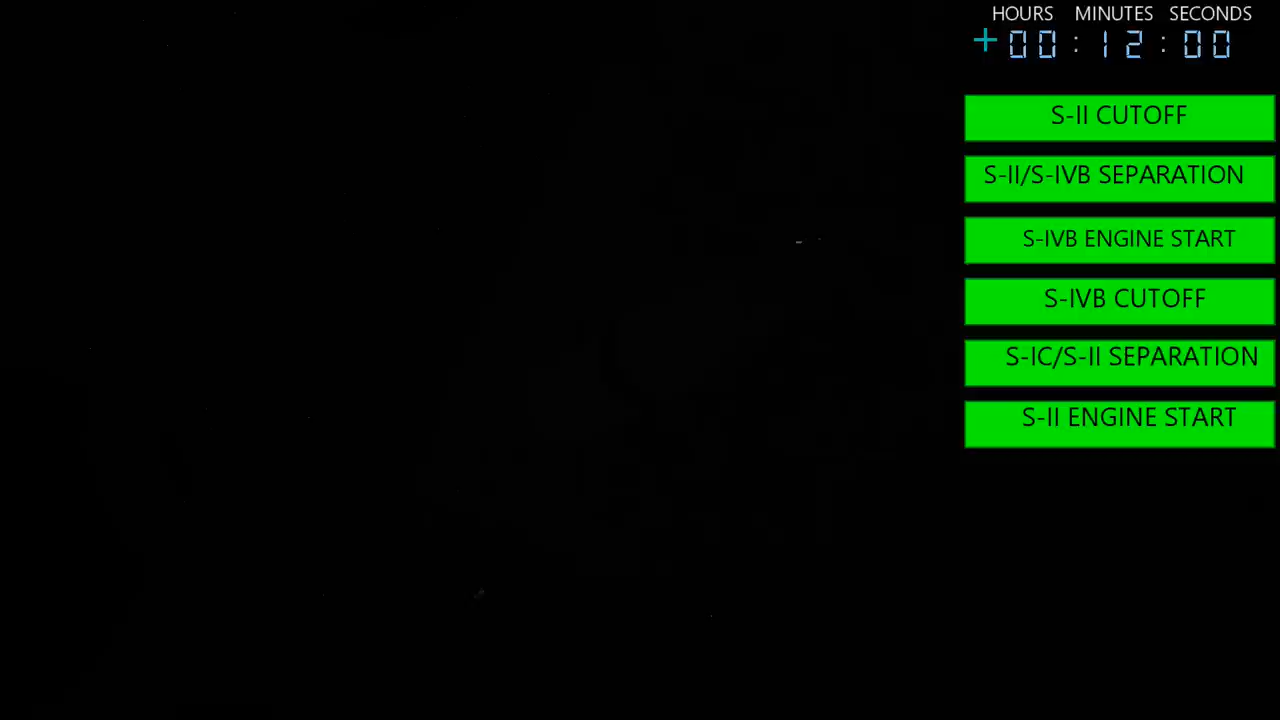 HOURS MINUTES SECONDS
+00:12:00
S-II CUTOFF
S-II/S-IVB SEPARATION
S-IVB ENGINE START
S-IVB CUTOFF
S-IC/S-II SEPARATION
S-II ENGINE START